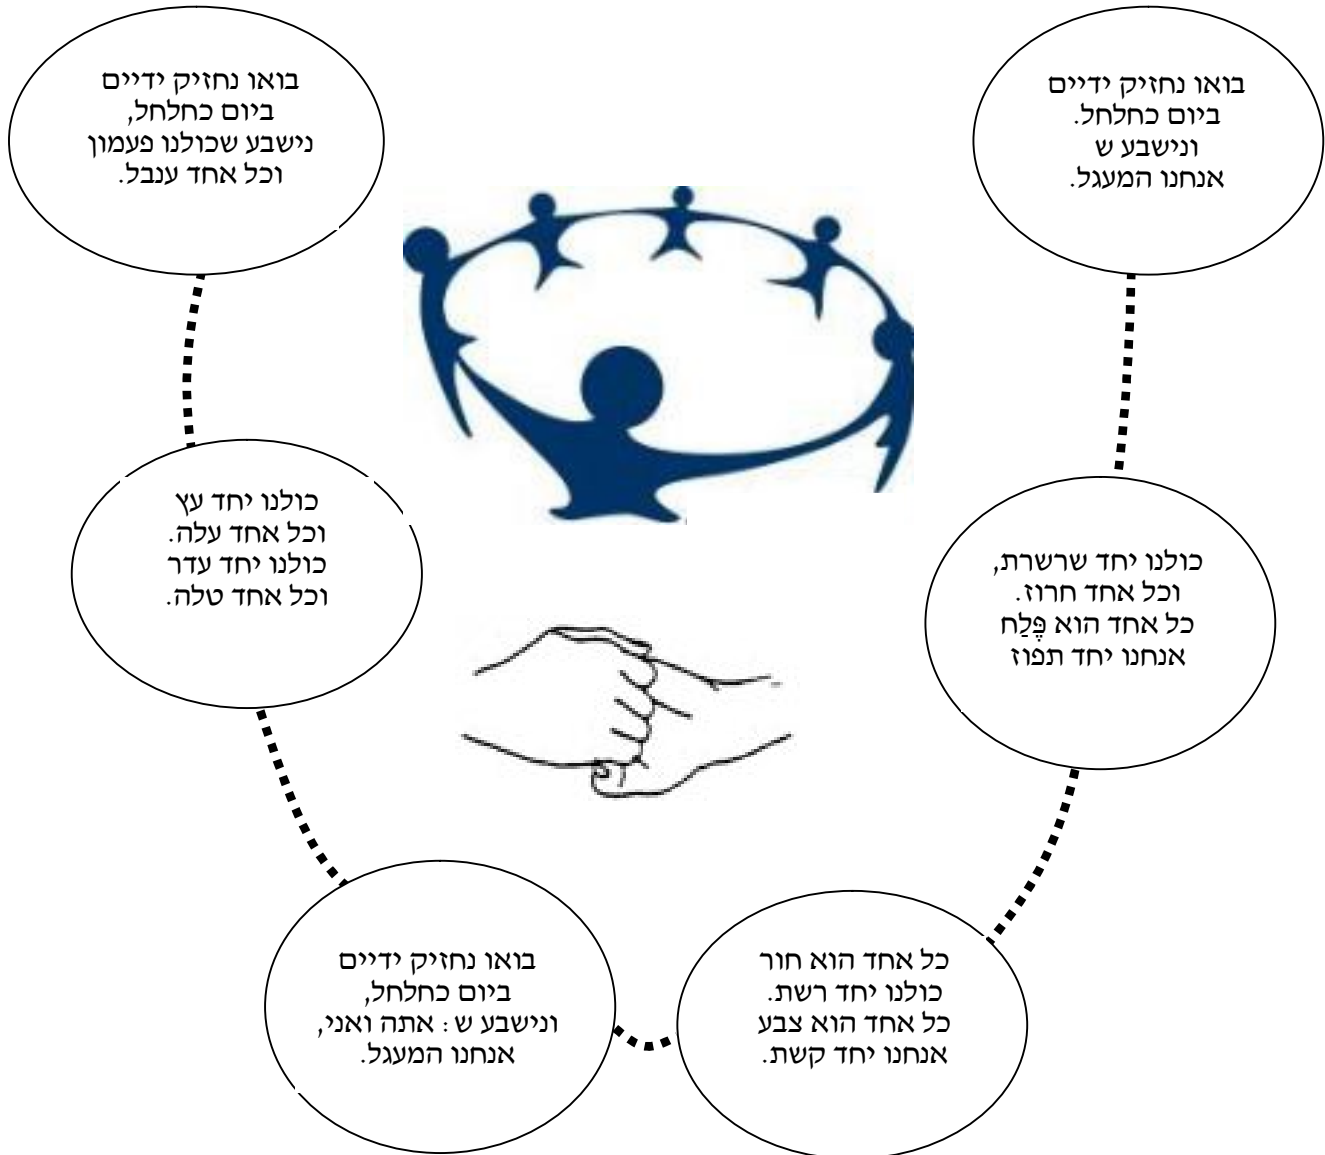 בואו נחזיק ידיים
ביום כחלחל.
ונישבע ש
אנחנו המעגל.
כולנו יחד שרשרת,
וכל אחד חרוז.
כל אחד הוא פֶּלַח
אנחנו יחד תפוז
כל אחד הוא חור
כולנו יחד רשת.
כל אחד הוא צבע
אנחנו יחד קשת.
בואו נחזיק ידיים
ביום כחלחל,
ונישבע ש: אתה ואני,
אנחנו המעגל.
כולנו יחד עץ
וכל אחד עלה.
כולנו יחד עדר
וכל אחד טלה.
בואו נחזיק ידיים
ביום כחלחל,
נישבע שכולנו פעמון
וכל אחד ענבל.